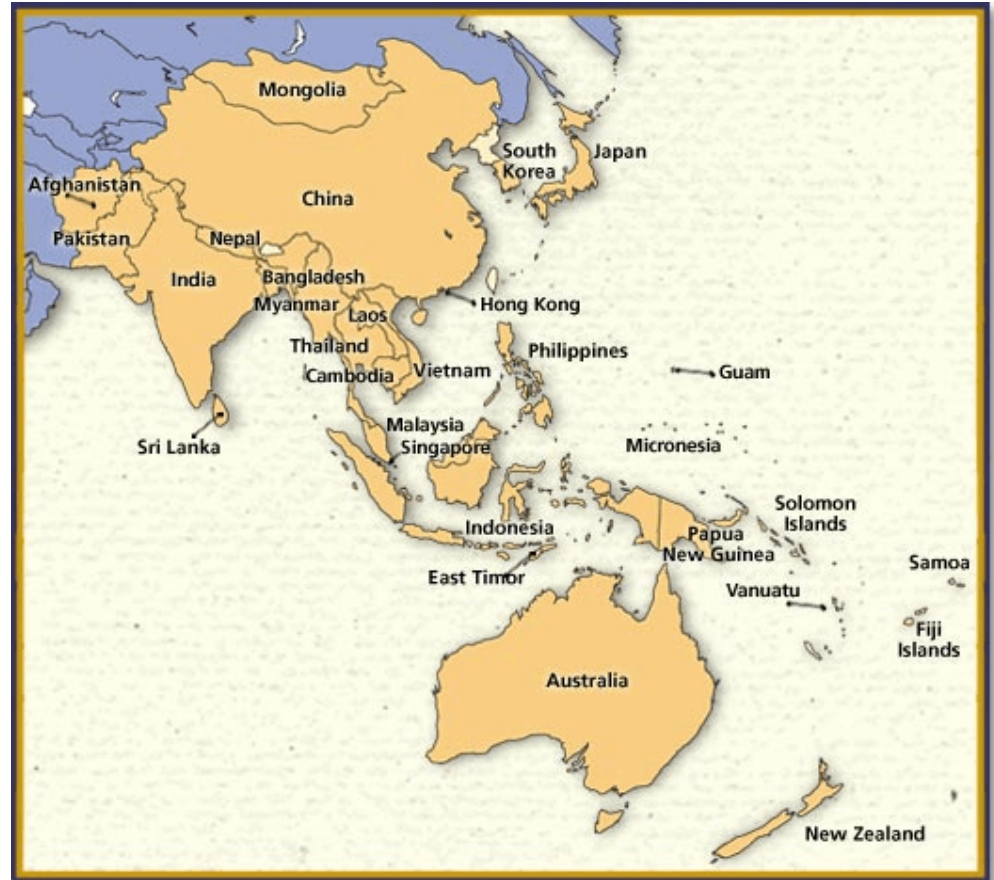 Mongolia
South
Korea
Japan
Afghanistan
China
Pakistan
Nepal
India
Bangladesh
Myanmar
Hong Kong
Laos
Thailand
Philippines
Cambodia
Vietnam
Guam
Malaysia
Sri Lanka
Singapore
Micronesia
Solomon
Islands
Indonesia
Papua
New Guinea
East Timor
Samoa
Vanuatu
Fiji
Islands
Australia
New Zealand